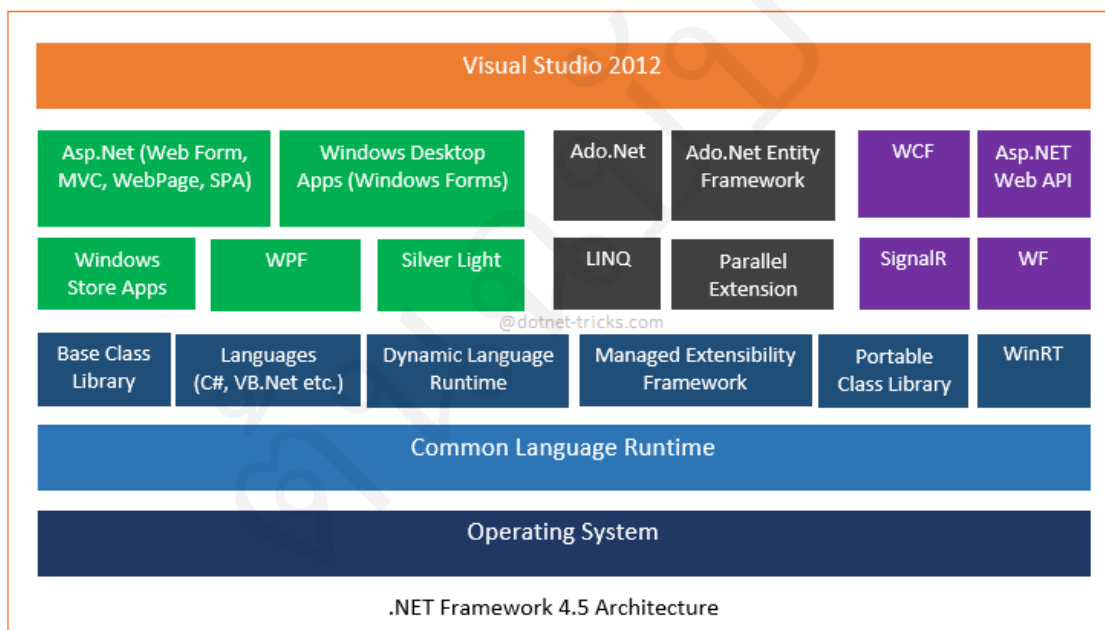 Visual Studio 2012
Asp.Net (Web Form,
MVC, WebPage, SPA)
Windows Desktop
Apps (Windows Forms)
Ado.Net
Ado.Net Entity
Framework
WCF
Asp.NET
Web API
Windows
Store Apps
WPF
Silver Light
LINQ
Parallel
Extension
SignalR
WF
@dotnet-tricks.com
Base Class
Library
Languages
(C#, VB.Net etc.)
Dynamic Language
Runtime
Managed Extensibility
Framework
Portable
Class Library
WinRT
Common Language Runtime
Operating System
.NET Framework 4.5 Architecture